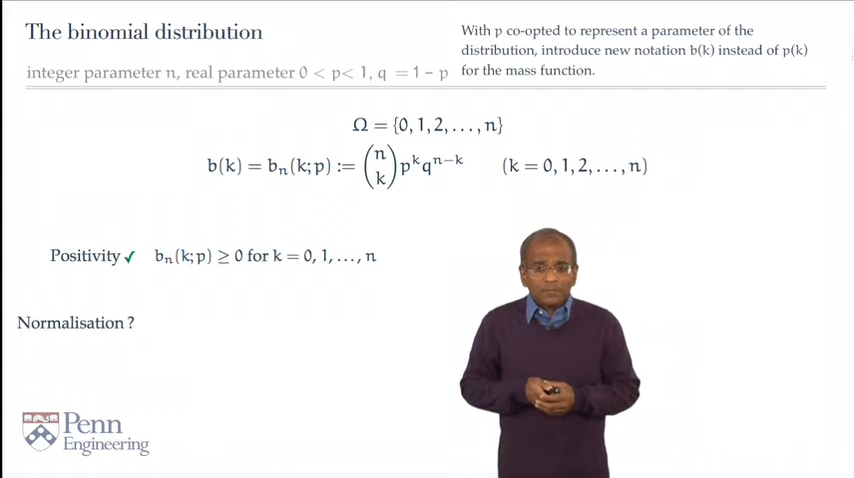 The binomial distribution
With p co-opted to represent a parameter of the
distribution, introduce new notation b(k) instead of p(k)
for the mass function.
integer parameter n, real parameter 0 < p < 1, q = 1 − p
Ω = {0, 1, 2, . . . , n}
b(k) = bₙ(k; p) := (n k) pᵏqⁿ⁻ᵏ (k = 0, 1, 2, . . . , n)
Positivity ✓ bₙ(k; p) ≥ 0 for k = 0, 1, . . . , n
Normalisation ?
Penn
Engineering